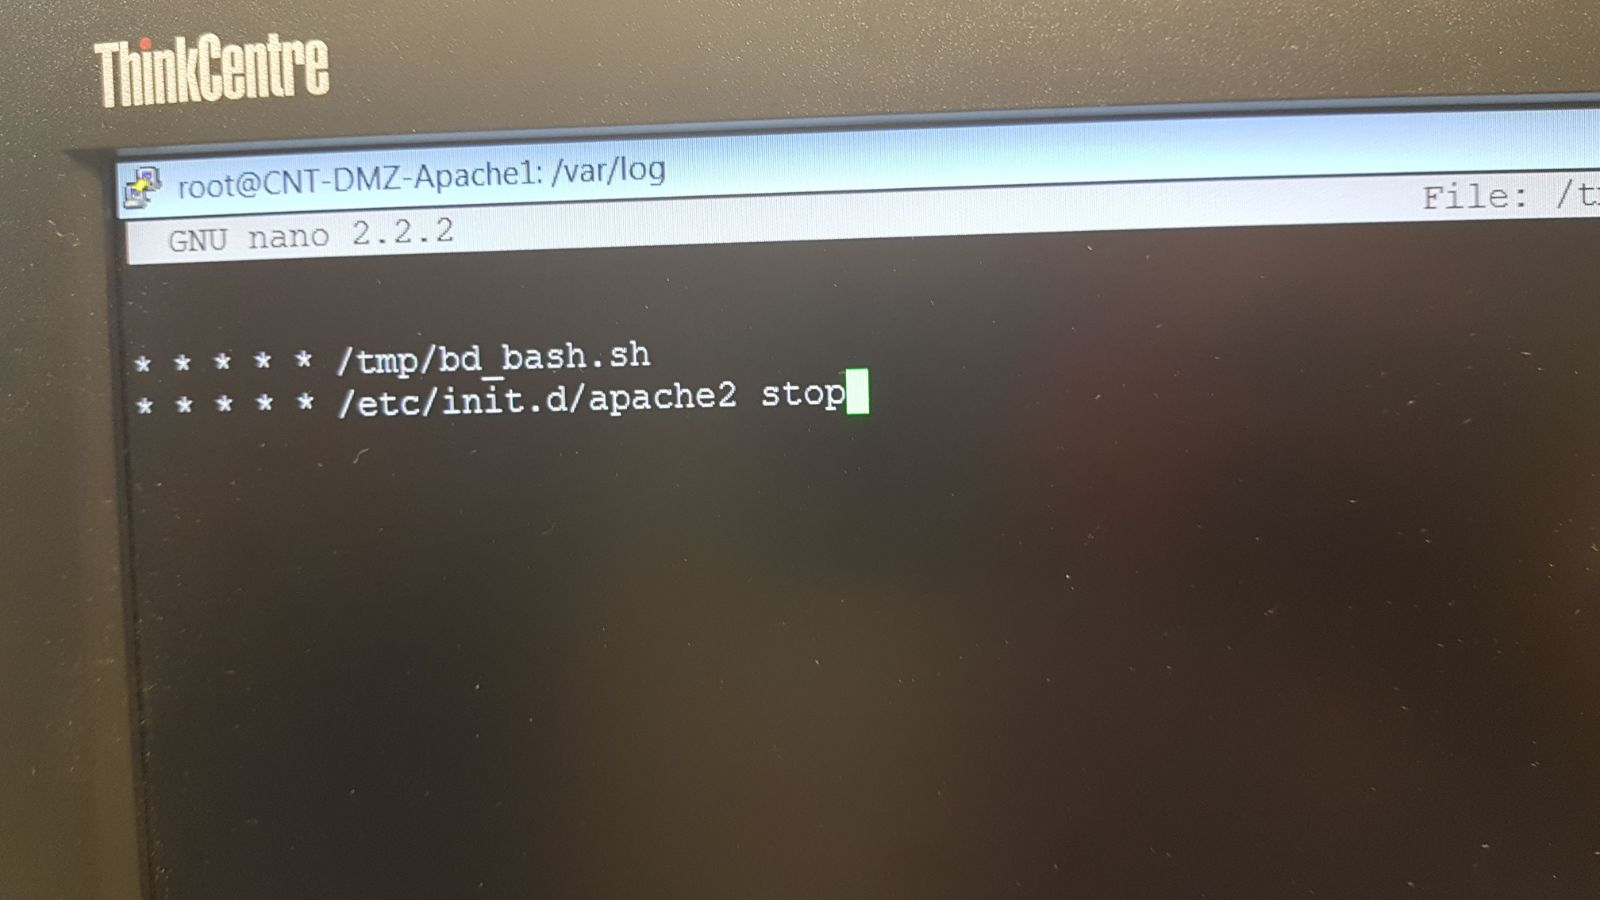 ThinkCentre
root@CNT-DMZ-Apache1: /var/log
GNU nano 2.2.2 File:
* * * * * /tmp/bd_bash.sh
* * * * * /etc/init.d/apache2 stop